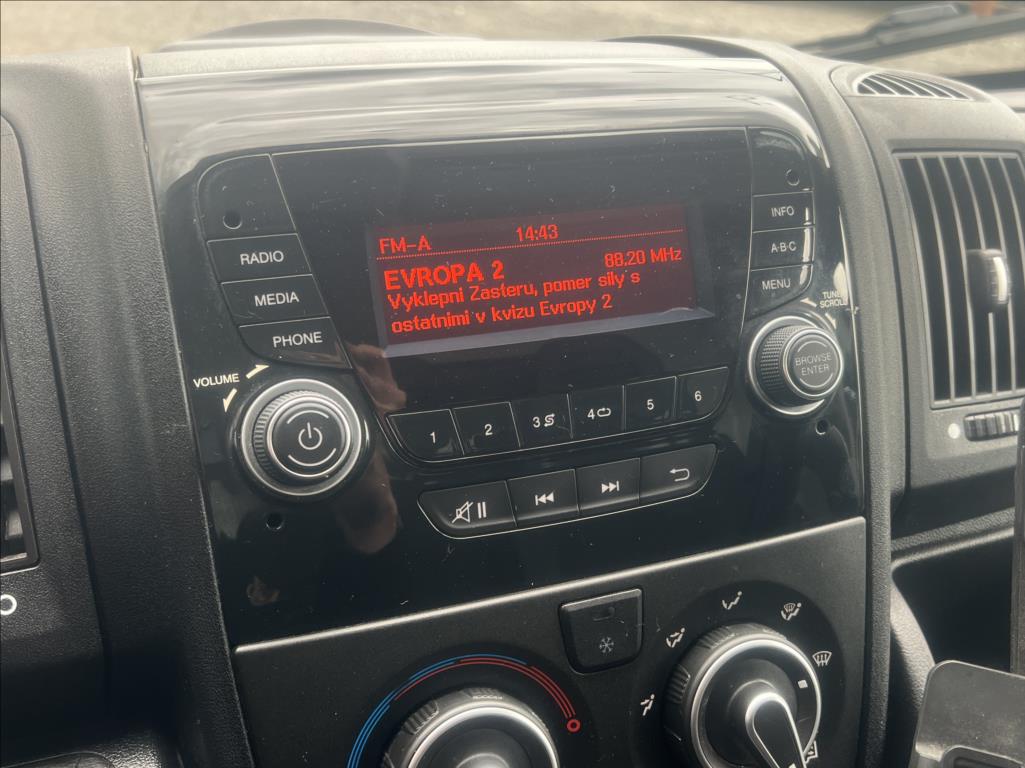 FM-A 14:43
EVROPA 2 88.20 MHz
Vyklepni Zasteru, pomer sily s
ostatnimi v kvizu Evropy 2
RADIO
MEDIA
PHONE
VOLUME
INFO
A·B·C
MENU
TUNE
SCROLL
BROWSE
ENTER
1 2 3 4 5 6